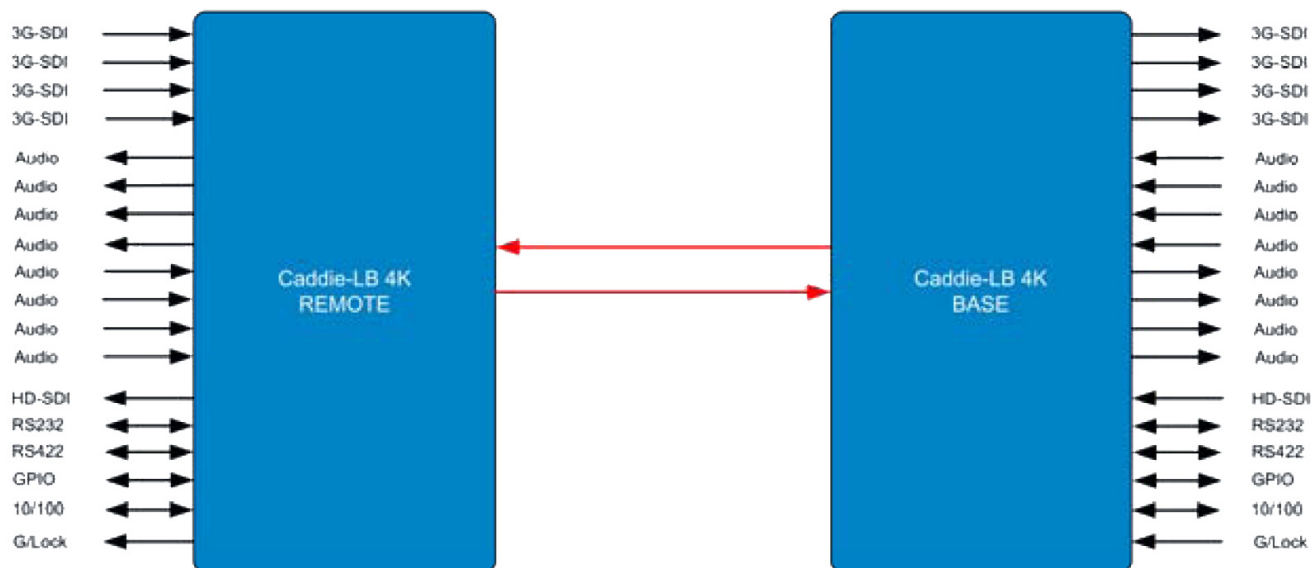 3G-SDI
3G-SDI
3G-SDI
3G-SDI
Audio
Audio
Audio
Audio
Audio
Audio
Audio
Audio
HD-SDI
RS232
RS422
GPIO
10/100
G/Lock
Caddie-LB 4K
REMOTE
Caddie-LB 4K
BASE
3G-SDI
3G-SDI
3G-SDI
3G-SDI
Audio
Audio
Audio
Audio
Audio
Audio
Audio
Audio
HD-SDI
RS232
RS422
GPIO
10/100
G/Lock